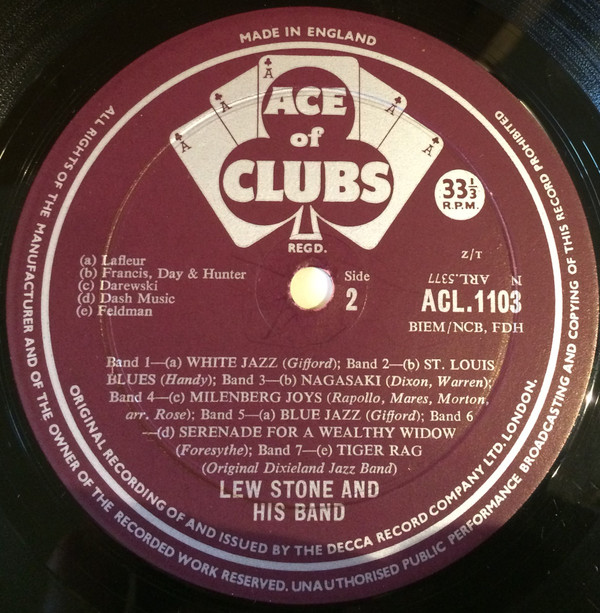 MADE IN ENGLAND
A
A
A
A
A
ACE
of
CLUBS
REGD.
33 1/3
R.P.M.
Z/T
(a) Lafleur
(b) Francis, Day & Hunter
(c) Darewski
(d) Dash Music
(e) Feldman
Side
2
N
ARL.5377
ACL.1103
BIEM/NCB, FDH
Band 1—(a) WHITE JAZZ (Gifford); Band 2—(b) ST. LOUIS
BLUES (Handy); Band 3—(b) NAGASAKI (Dixon, Warren);
Band 4—(c) MILENBERG JOYS (Rapollo, Mares, Morton,
arr. Rose); Band 5—(a) BLUE JAZZ (Gifford); Band 6
—(d) SERENADE FOR A WEALTHY WIDOW
(Foresythe); Band 7—(e) TIGER RAG
(Original Dixieland Jazz Band)
LEW STONE AND
HIS BAND
ALL RIGHTS OF THE MANUFACTURER AND OF THE OWNER OF THE RECORDED WORK RESERVED. UNAUTHORISED PUBLIC PERFORMANCE BROADCASTING AND COPYING OF THIS RECORD PROHIBITED
ORIGINAL RECORDING OF AND ISSUED BY THE DECCA RECORD COMPANY LTD. LONDON.